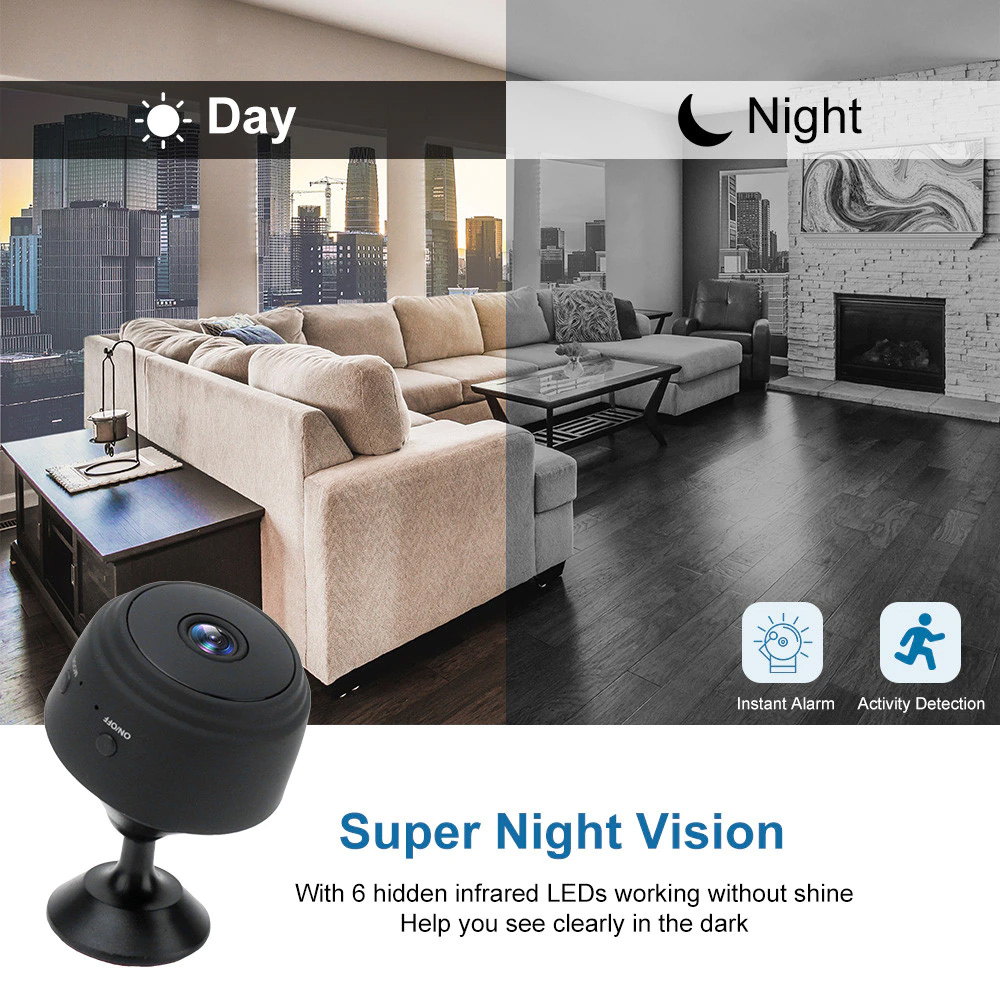 Day
Night
Instant Alarm
Activity Detection
ON/OFF
Super Night Vision
With 6 hidden infrared LEDs working without shine
Help you see clearly in the dark